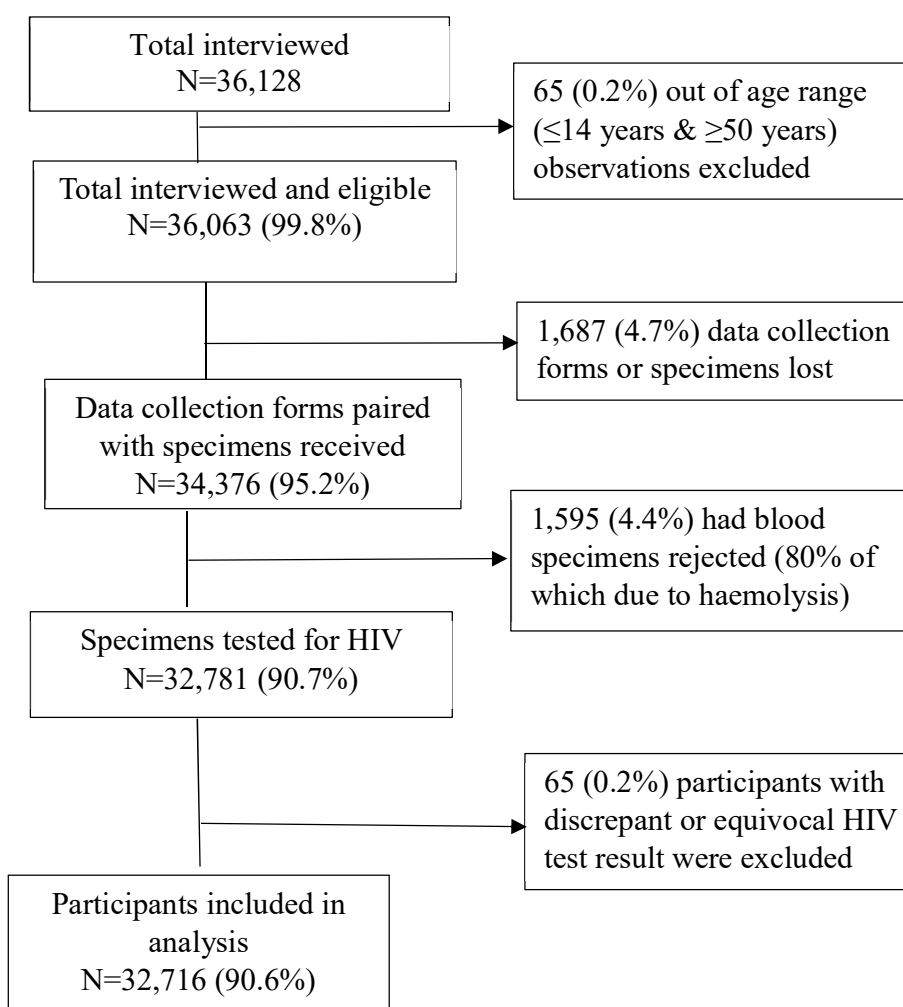 Total interviewed
N=36,128
65 (0.2%) out of age range
(≤14 years & ≥50 years)
observations excluded
Total interviewed and eligible
N=36,063 (99.8%)
1,687 (4.7%) data collection
forms or specimens lost
Data collection forms paired
with specimens received
N=34,376 (95.2%)
1,595 (4.4%) had blood
specimens rejected (80% of
which due to haemolysis)
Specimens tested for HIV
N=32,781 (90.7%)
65 (0.2%) participants with
discrepant or equivocal HIV
test result were excluded
Participants included in
analysis
N=32,716 (90.6%)